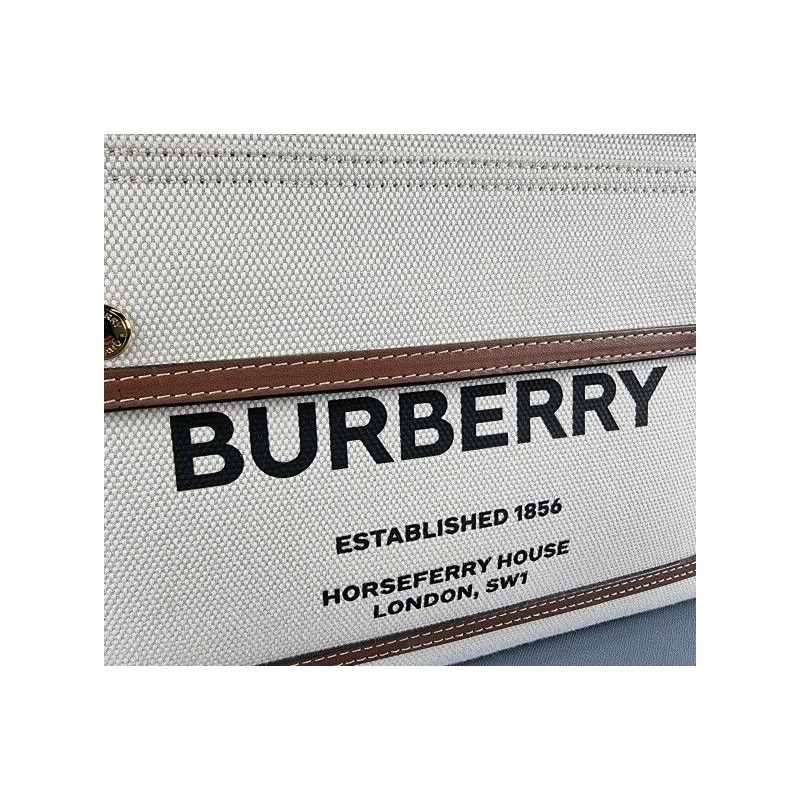 BURBERRY
ESTABLISHED 1856
HORSEFERRY HOUSE
LONDON, SW1